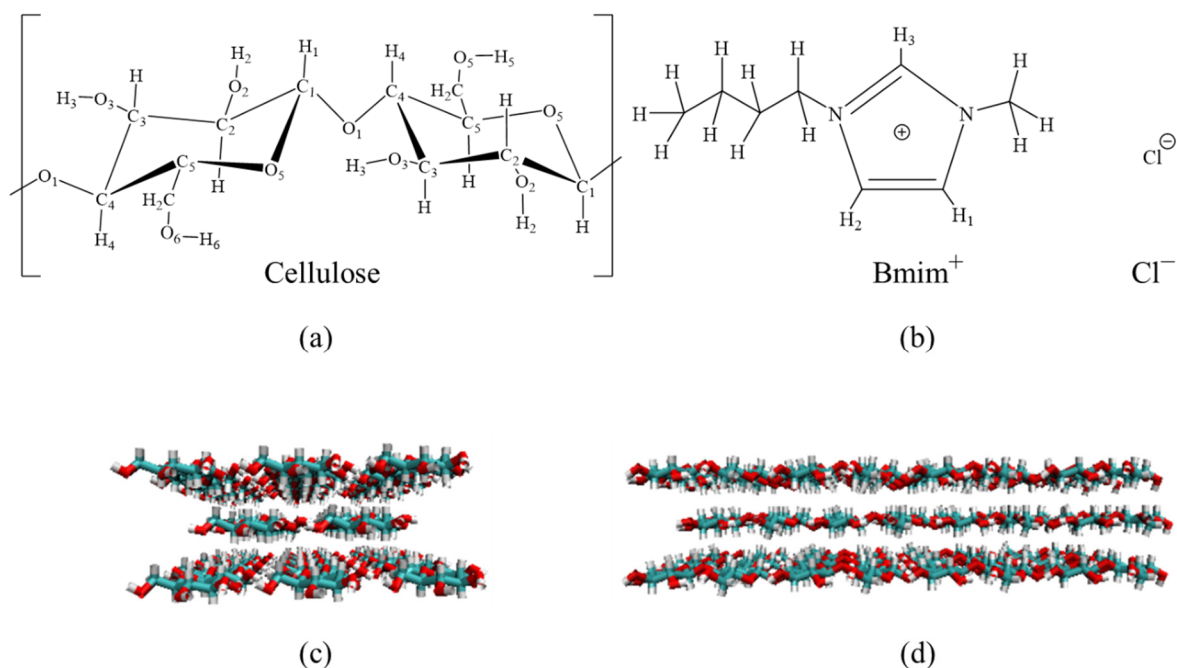 H₁
H₂
H₄
O₅—H₅
H
O₂
C₁
H₂C
H
H₃ O₃
C₃
C₂
O₁
C₄
C₅
O₅
C₅
O₅
H₃ O₃
C₃
C₂
O₁
H
H₂C
H
O₂
C₁
C₄
H
H₄
O₆—H₆
H₂
H
Cellulose
(a)
H₃
H H H H
H
N
N
H
H
H
H
H
H
H
⊕
H₂
H₁
Bmim⁺
Cl⊖
Cl⁻
(b)
(c)
(d)